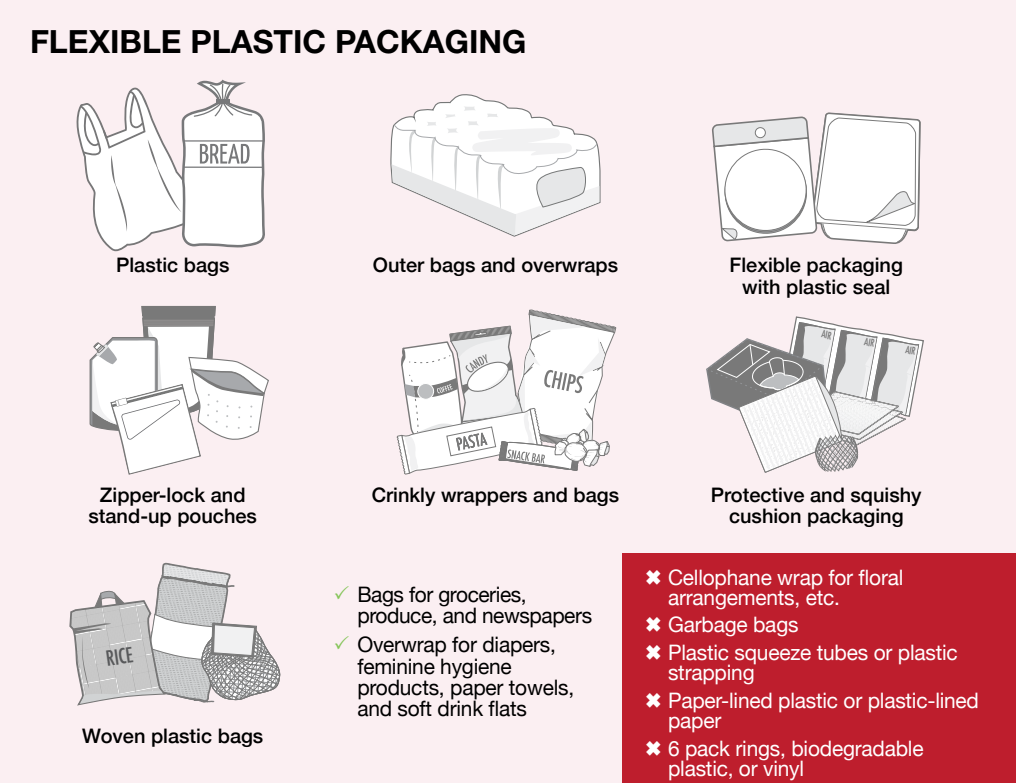 FLEXIBLE PLASTIC PACKAGING
BREAD
Plastic bags
Outer bags and overwraps
Flexible packaging
with plastic seal
Zipper-lock and
stand-up pouches
COFFEE
CANDY
CHIPS
PASTA
SNACK BAR
Crinkly wrappers and bags
AIR
AIR
AIR
Protective and squishy
cushion packaging
RICE
Woven plastic bags
✓ Bags for groceries,
produce, and newspapers
✓ Overwrap for diapers,
feminine hygiene
products, paper towels,
and soft drink flats
✖ Cellophane wrap for floral
arrangements, etc.
✖ Garbage bags
✖ Plastic squeeze tubes or plastic
strapping
✖ Paper-lined plastic or plastic-lined
paper
✖ 6 pack rings, biodegradable
plastic, or vinyl